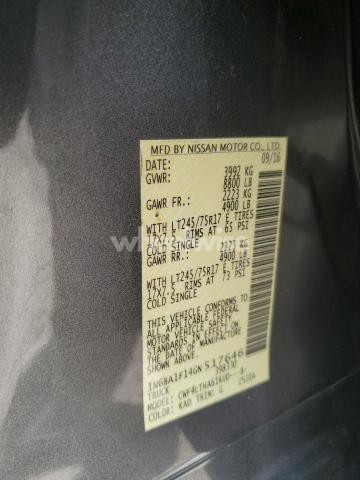 MFD BY NISSAN MOTOR CO., LTD.
DATE: 09/16
GVWR: 3992 KG
8800 LB
GAWR FR.: 2223 KG
4900 LB
WITH LT245/75R17 E TIRES
17X7.5 RIMS AT 65 PSI
COLD SINGLE
GAWR RR.: 2223 KG
4900 LB
WITH LT245/75R17 E TIRES
17X7.5 RIMS AT 73 PSI
COLD SINGLE
THIS VEHICLE CONFORMS TO
ALL APPLICABLE
FEDERAL MOTOR VEHICLE SAFETY
STANDARDS IN EFFECT ON THE
DATE OF MANUFACTURE
SHOWN ABOVE.
1N6BA1F14GN517646
TRUCK
MODEL:
COLOR: KAD TRIM: G